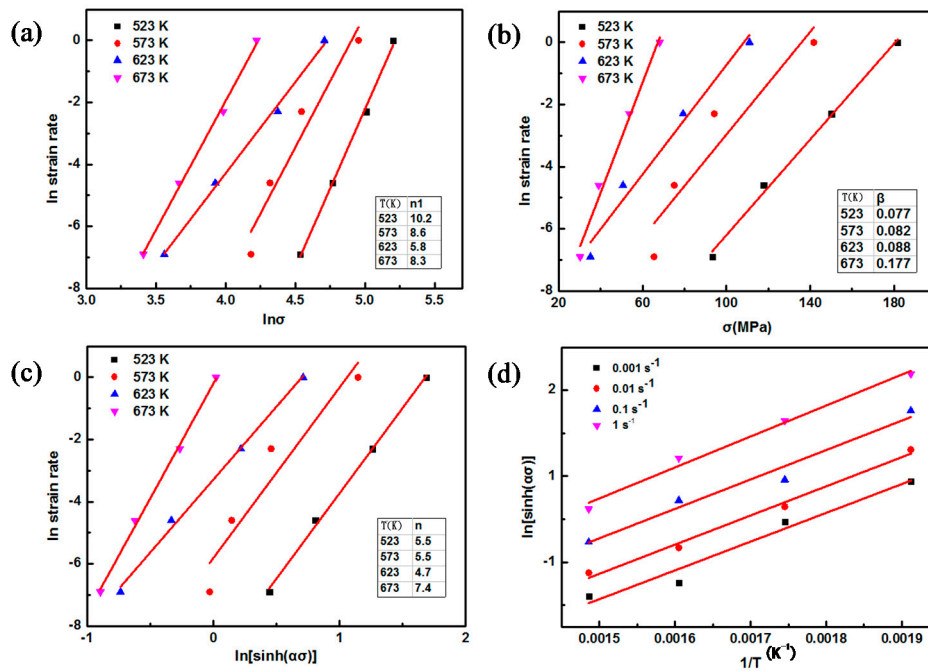 (a)
523 K
573 K
623 K
673 K
ln strain rate
0
-2
-4
-6
-8
3.0 3.5 4.0 4.5 5.0 5.5
lnσ
T(K) n1
523 10.2
573 8.6
623 5.8
673 8.3
(b)
523 K
573 K
623 K
673 K
ln strain rate
0
-2
-4
-6
-8
20 60 100 140 180
σ(MPa)
T(K) β
523 0.077
573 0.082
623 0.088
673 0.177
(c)
523 K
573 K
623 K
673 K
ln strain rate
0
-2
-4
-6
-8
-1 0 1 2
ln[sinh(ασ)]
T(K) n
523 5.5
573 5.5
623 4.7
673 7.4
(d)
0.001 s-1
0.01 s-1
0.1 s-1
1 s-1
ln[sinh(ασ)]
2
1
-1
0.0015 0.0016 0.0017 0.0018 0.0019
1/T (K-1)